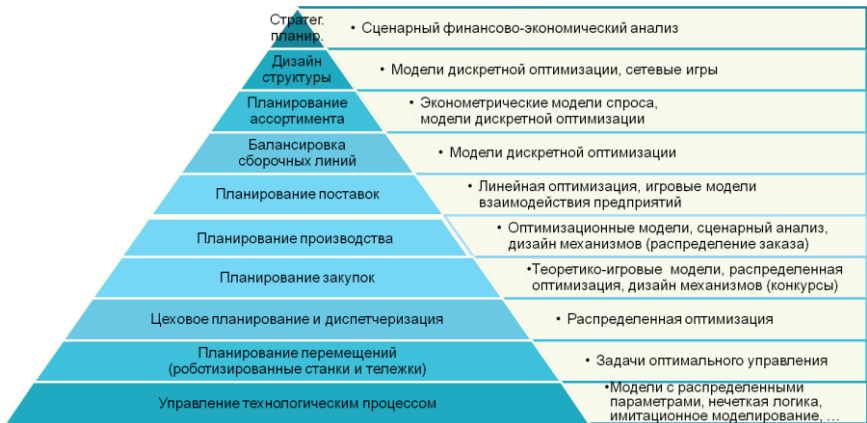 Стратег.
планир.
• Сценарный финансово-экономический анализ
Дизайн
структуры
• Модели дискретной оптимизации, сетевые игры
Планирование
ассортимента
• Эконометрические модели спроса,
модели дискретной оптимизации
Балансировка
сборочных линий
• Модели дискретной оптимизации
Планирование поставок
• Линейная оптимизация, игровые модели
взаимодействия предприятий
Планирование производства
• Оптимизационные модели, сценарный анализ,
дизайн механизмов (распределение заказа)
Планирование закупок
•Теоретико-игровые модели, распределенная
оптимизация, дизайн механизмов (конкурсы)
Цеховое планирование и диспетчеризация
• Распределенная оптимизация
Планирование перемещений
(роботизированные станки и тележки)
• Задачи оптимального управления
Управление технологическим процессом
•Модели с распределенными
параметрами, нечеткая логика,
имитационное моделирование, …